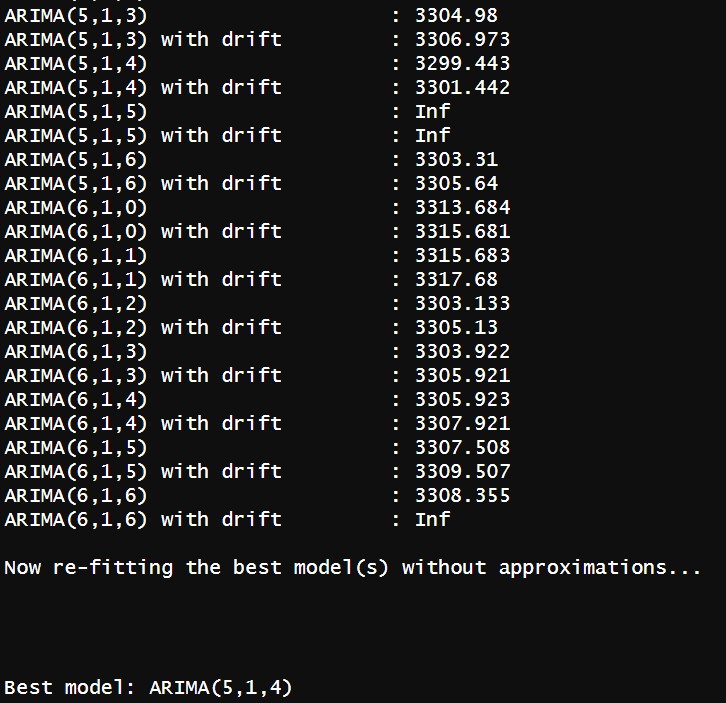 ARIMA(5,1,3) : 3304.98
ARIMA(5,1,3) with drift : 3306.973
ARIMA(5,1,4) : 3299.443
ARIMA(5,1,4) with drift : 3301.442
ARIMA(5,1,5) : Inf
ARIMA(5,1,5) with drift : Inf
ARIMA(5,1,6) : 3303.31
ARIMA(5,1,6) with drift : 3305.64
ARIMA(6,1,0) : 3313.684
ARIMA(6,1,0) with drift : 3315.681
ARIMA(6,1,1) : 3315.683
ARIMA(6,1,1) with drift : 3317.68
ARIMA(6,1,2) : 3303.133
ARIMA(6,1,2) with drift : 3305.13
ARIMA(6,1,3) : 3303.922
ARIMA(6,1,3) with drift : 3305.921
ARIMA(6,1,4) : 3305.923
ARIMA(6,1,4) with drift : 3307.921
ARIMA(6,1,5) : 3307.508
ARIMA(6,1,5) with drift : 3309.507
ARIMA(6,1,6) : 3308.355
ARIMA(6,1,6) with drift : Inf
Now re-fitting the best model(s) without approximations...
Best model: ARIMA(5,1,4)